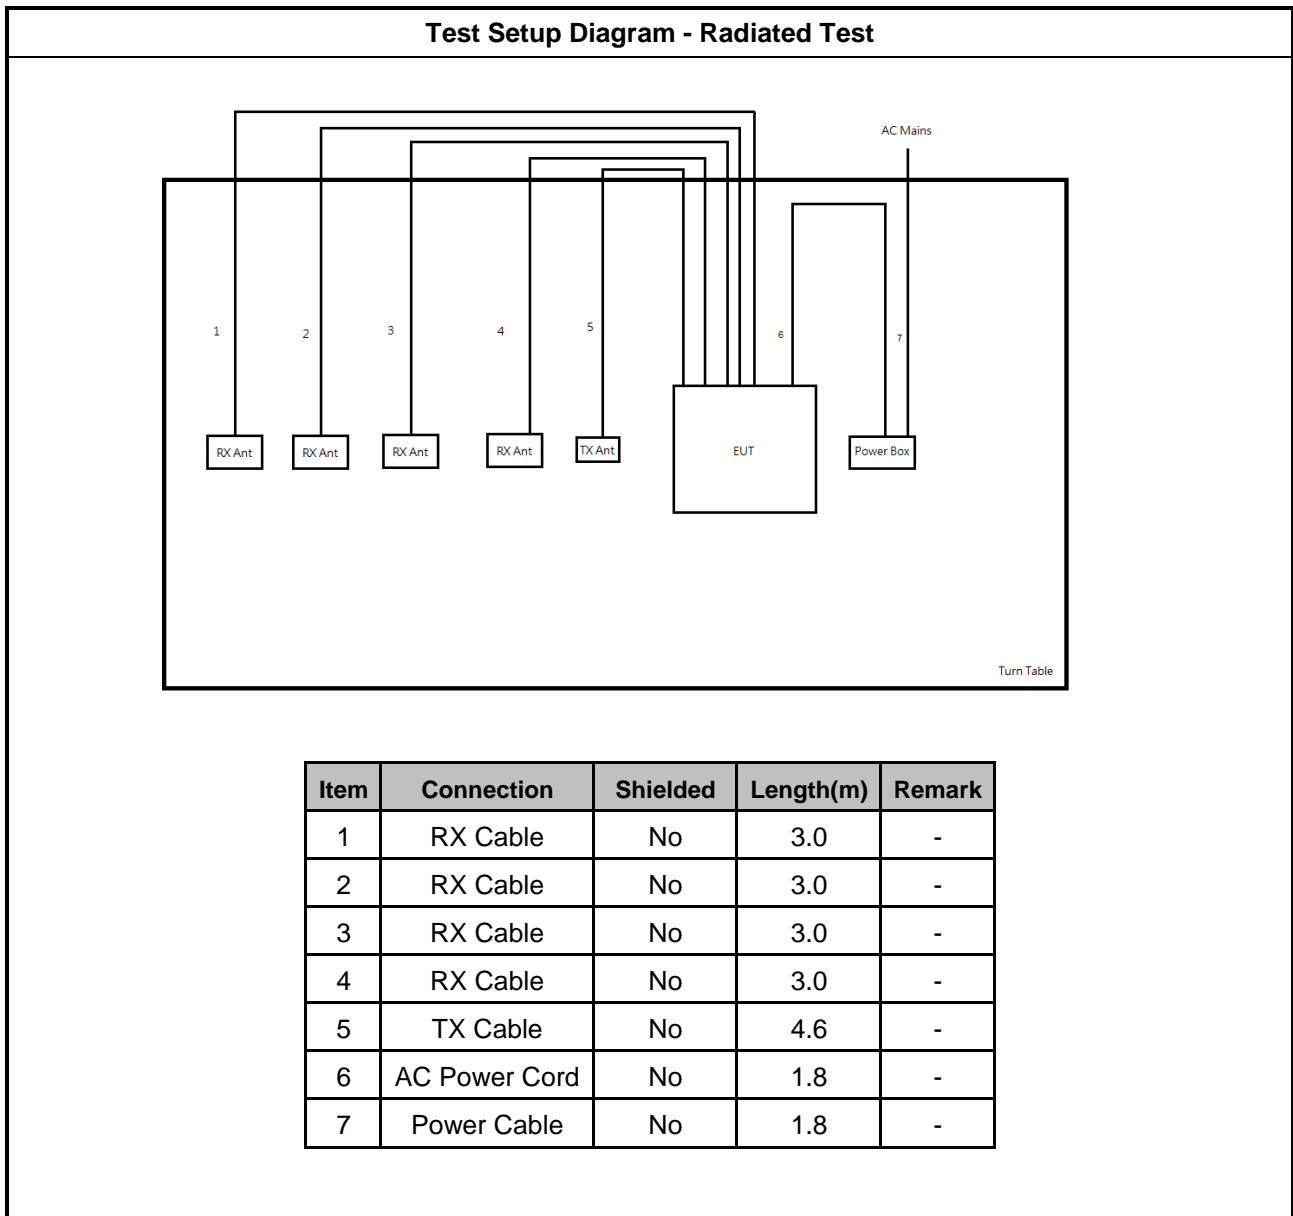 Test Setup Diagram - Radiated Test
AC Mains
1
2
3
4
5
6
7
RX Ant
RX Ant
RX Ant
RX Ant
TX Ant
EUT
Power Box
Turn Table
Item Connection Shielded Length(m) Remark
1 RX Cable No 3.0 -
2 RX Cable No 3.0 -
3 RX Cable No 3.0 -
4 RX Cable No 3.0 -
5 TX Cable No 4.6 -
6 AC Power Cord No 1.8 -
7 Power Cable No 1.8 -